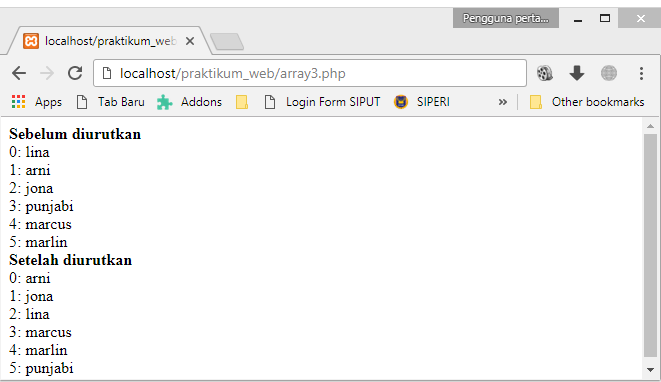 Pengguna perta...
localhost/praktikum_web
localhost/praktikum_web/array3.php
Apps Tab Baru Addons Login Form SIPUT SIPERI » Other bookmarks
Sebelum diurutkan
0: lina
1: arni
2: jona
3: punjabi
4: marcus
5: marlin
Setelah diurutkan
0: arni
1: jona
2: lina
3: marcus
4: marlin
5: punjabi